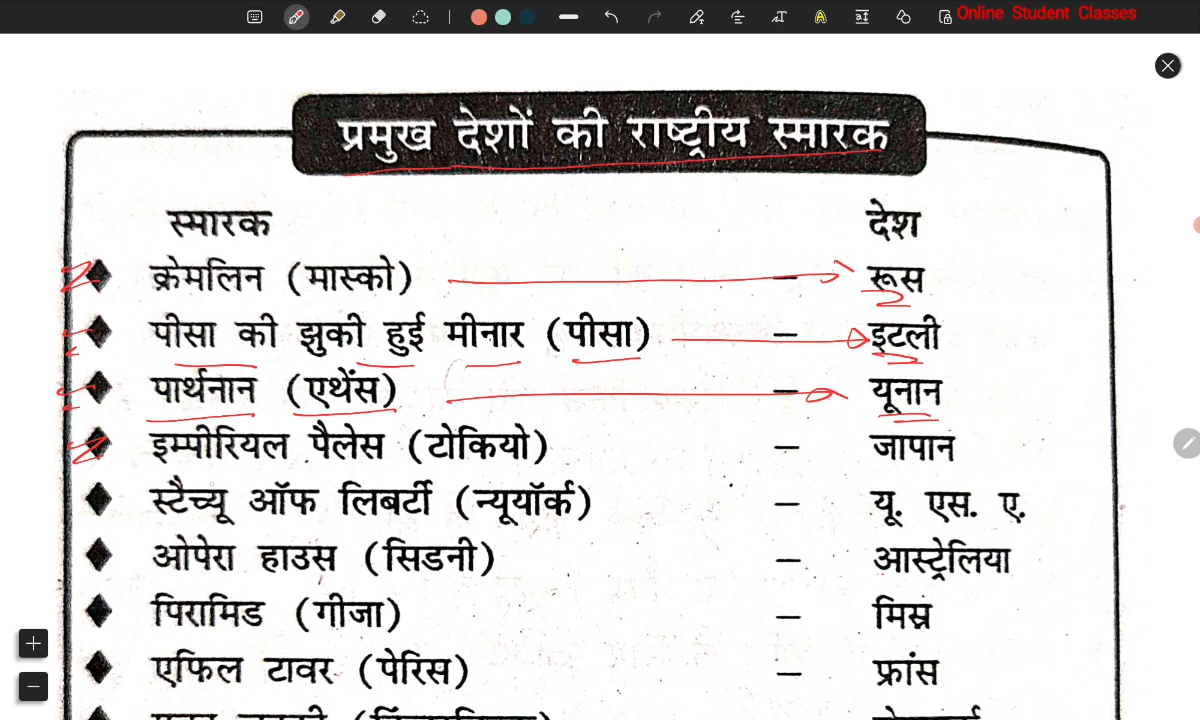 Online Student Classes
प्रमुख देशों की राष्ट्रीय स्मारक
स्मारक देश
क्रेमलिन (मास्को) – रूस
पीसा की झुकी हुई मीनार (पीसा) – इटली
पार्थनान (एथेंस) – यूनान
इम्पीरियल पैलेस (टोकियो) – जापान
स्टैच्यू ऑफ लिबर्टी (न्यूयॉर्क) – यू. एस. ए.
ओपेरा हाउस (सिडनी) – आस्ट्रेलिया
पिरामिड (गीजा) – मिस्र
एफिल टावर (पेरिस) – फ्रांस